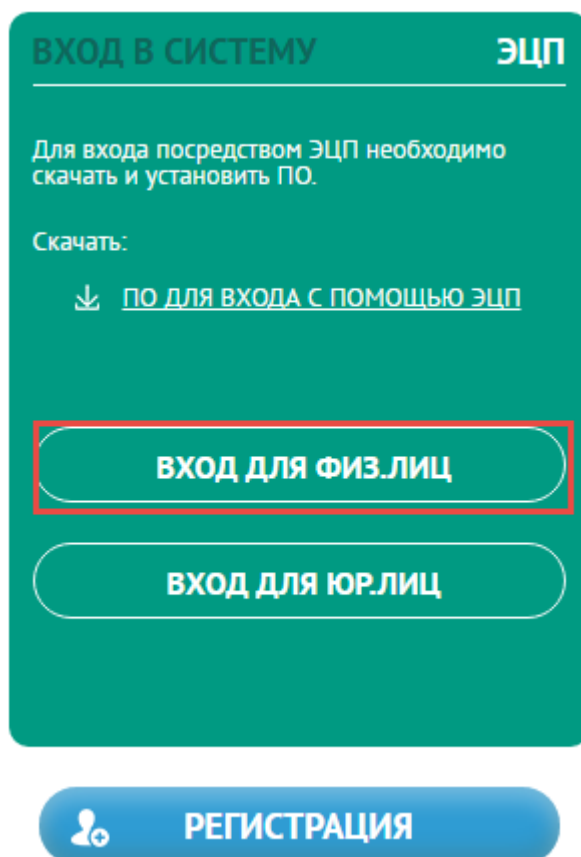 ВХОД В СИСТЕМУ ЭЦП
Для входа посредством ЭЦП необходимо
скачать и установить ПО.
Скачать:
ПО ДЛЯ ВХОДА С ПОМОЩЬЮ ЭЦП
ВХОД ДЛЯ ФИЗ.ЛИЦ
ВХОД ДЛЯ ЮР.ЛИЦ
РЕГИСТРАЦИЯ